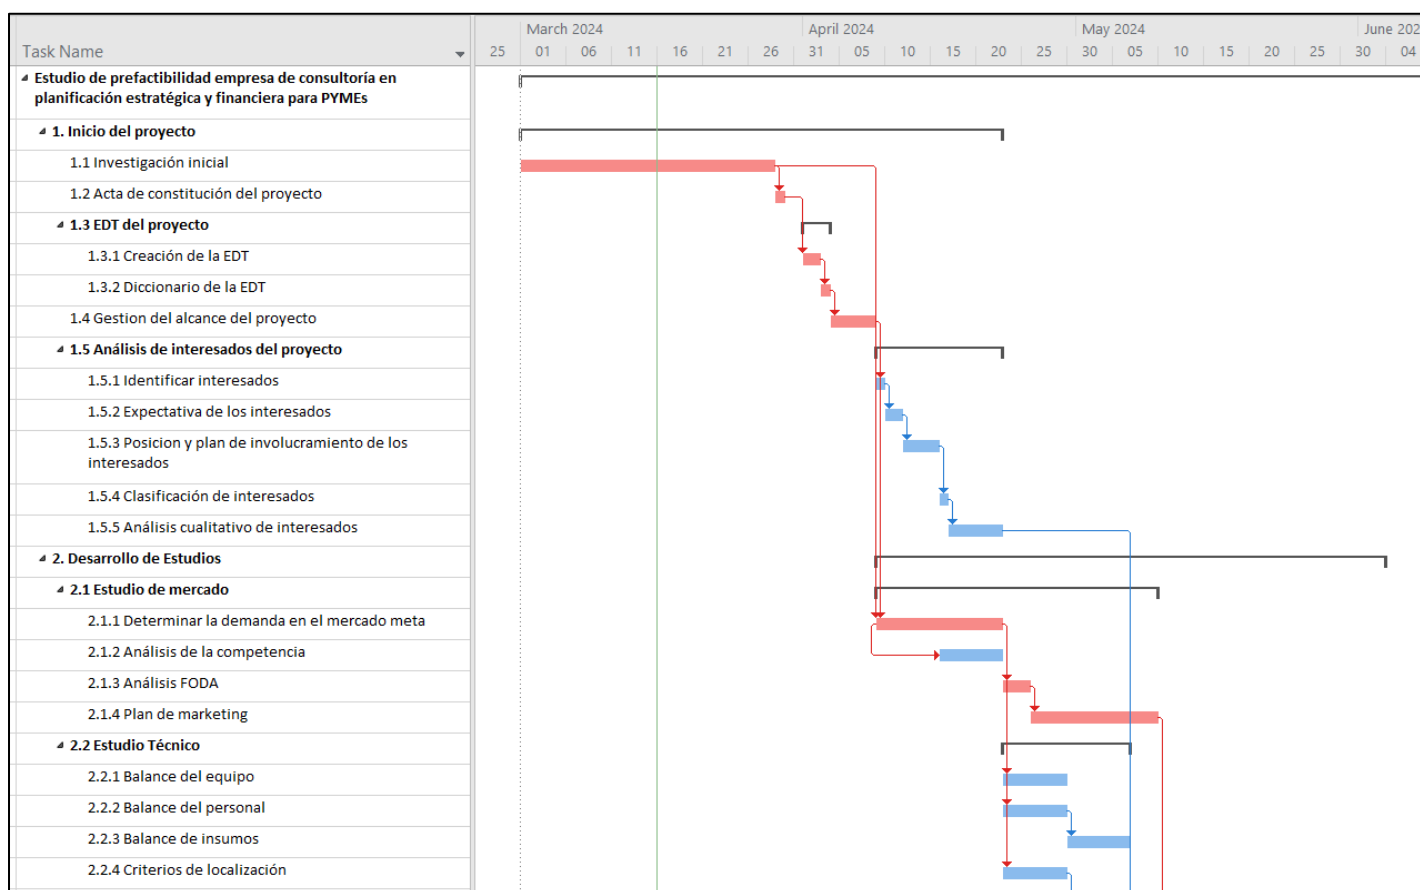 March 2024 April 2024 May 2024 June 202
Task Name 25 01 06 11 16 21 26 31 05 10 15 20 25 30 05 10 15 20 25 30 04
Estudio de prefactibilidad empresa de consultoría en
planificación estratégica y financiera para PYMEs
1. Inicio del proyecto
1.1 Investigación inicial
1.2 Acta de constitución del proyecto
1.3 EDT del proyecto
1.3.1 Creación de la EDT
1.3.2 Diccionario de la EDT
1.4 Gestion del alcance del proyecto
1.5 Análisis de interesados del proyecto
1.5.1 Identificar interesados
1.5.2 Expectativa de los interesados
1.5.3 Posicion y plan de involucramiento de los
interesados
1.5.4 Clasificación de interesados
1.5.5 Análisis cualitativo de interesados
2. Desarrollo de Estudios
2.1 Estudio de mercado
2.1.1 Determinar la demanda en el mercado meta
2.1.2 Análisis de la competencia
2.1.3 Análisis FODA
2.1.4 Plan de marketing
2.2 Estudio Técnico
2.2.1 Balance del equipo
2.2.2 Balance del personal
2.2.3 Balance de insumos
2.2.4 Criterios de localización